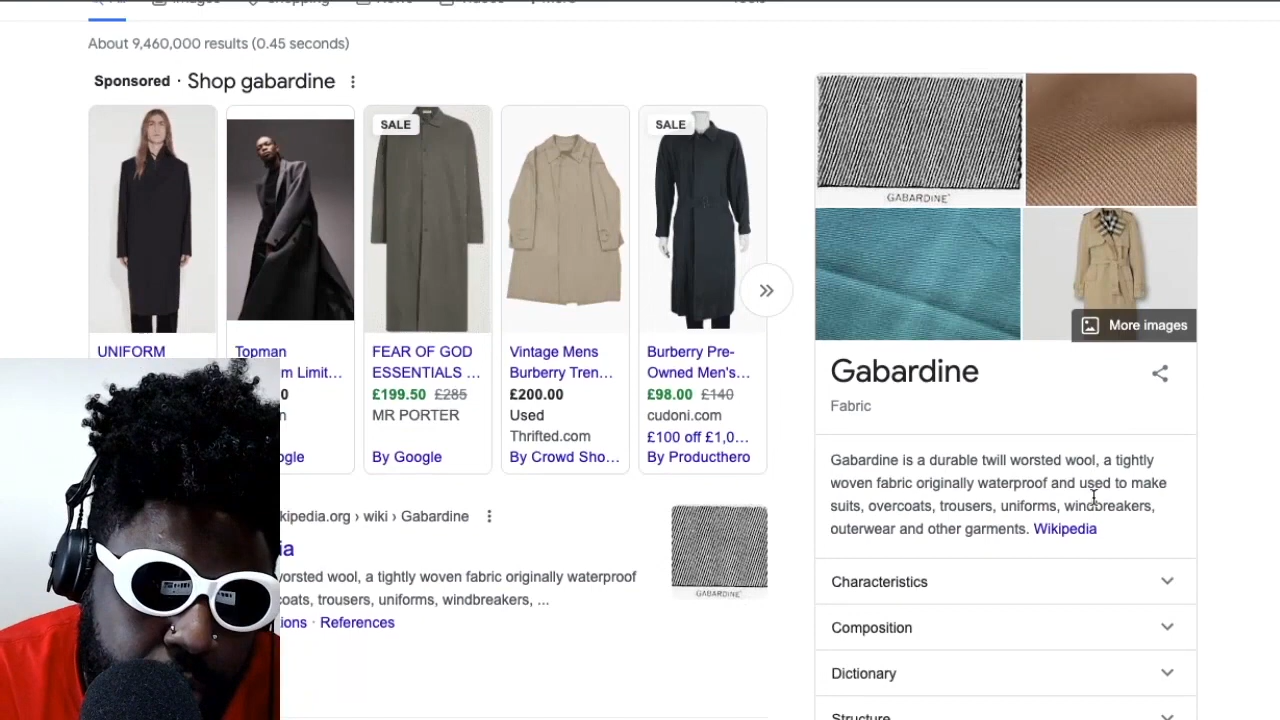 About 9,460,000 results (0.45 seconds)
Sponsored · Shop gabardine
SALE
SALE
UNIFORM
Topman
m Limit...
FEAR OF GOD
ESSENTIALS ...
£199.50 £285
MR PORTER
By Google
Vintage Mens
Burberry Tren...
£200.00
Used
Thrifted.com
By Crowd Sho...
Burberry Pre-
Owned Men's...
£98.00 £140
cudoni.com
£100 off £1,0...
By Producthero
kipedia.org › wiki › Gabardine
ia
vorsted wool, a tightly woven fabric originally waterproof
coats, trousers, uniforms, windbreakers, ...
ions · References
GABARDINE
GABARDINE
More images
Gabardine
Fabric
Gabardine is a durable twill worsted wool, a tightly
woven fabric originally waterproof and used to make
suits, overcoats, trousers, uniforms, windbreakers,
outerwear and other garments. Wikipedia
Characteristics
Composition
Dictionary
Structure